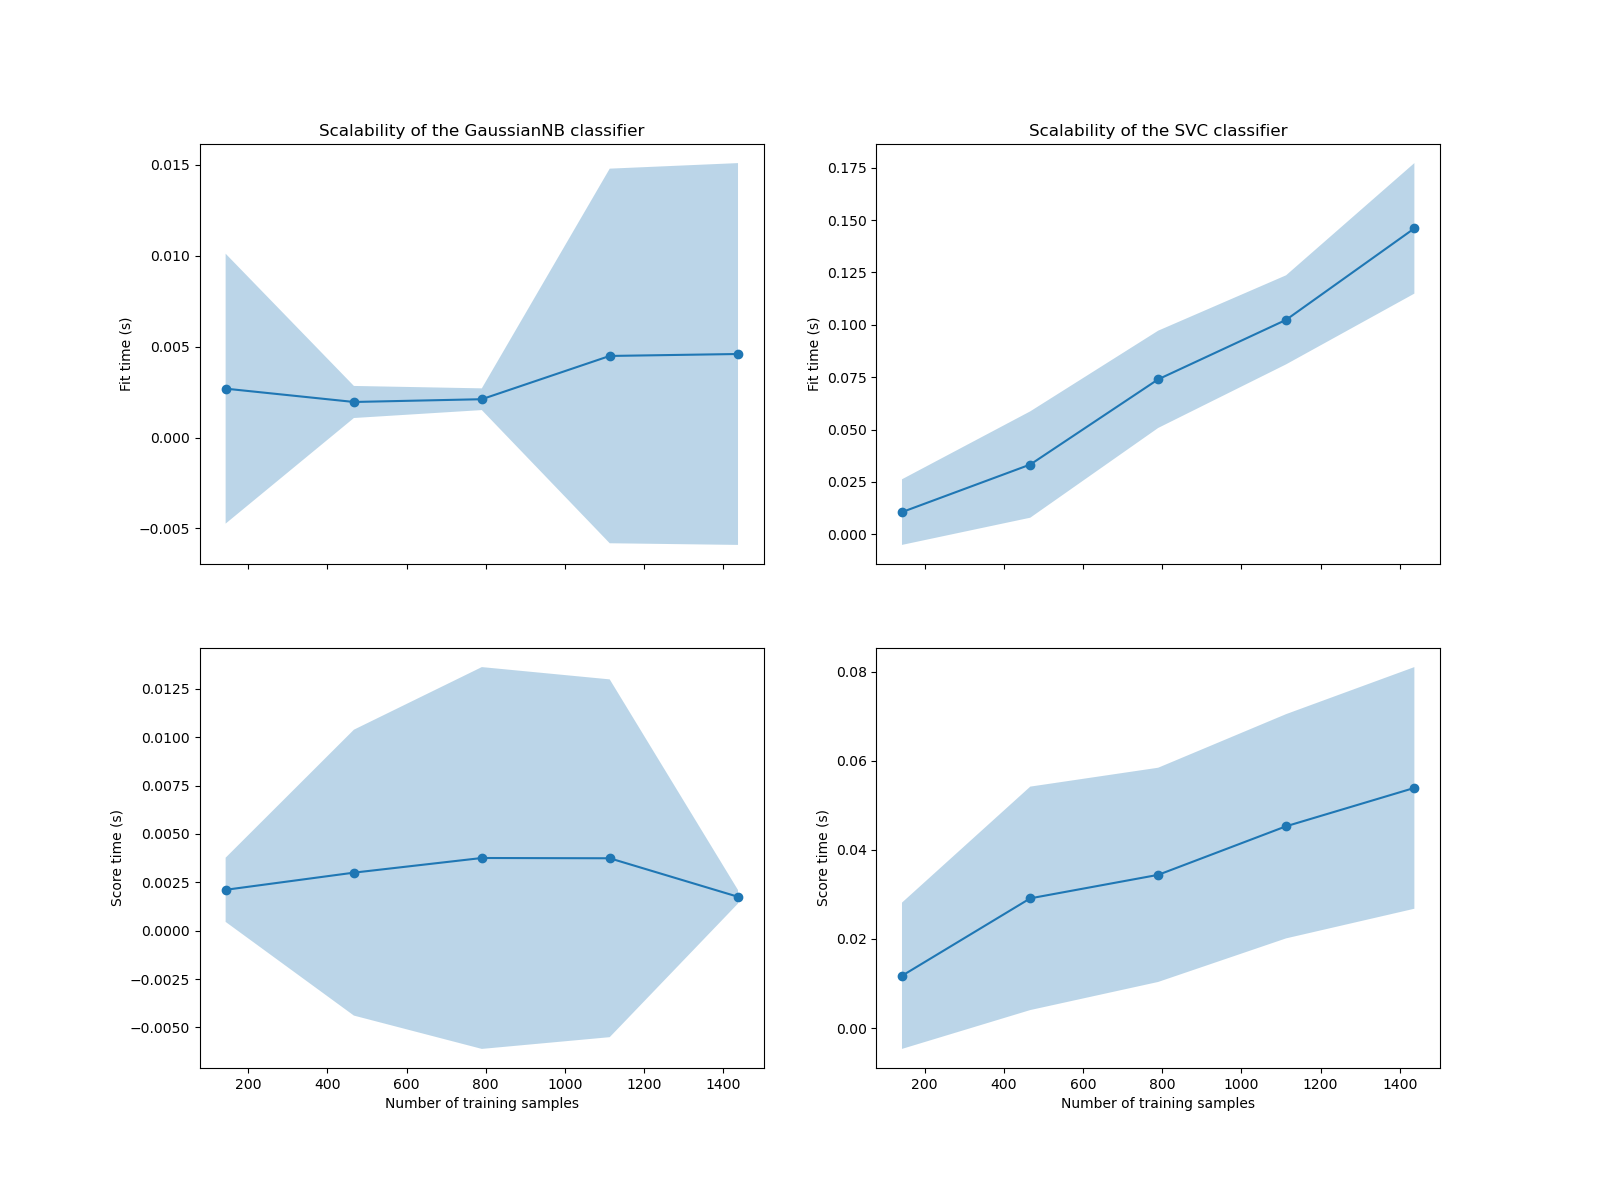 Scalability of the GaussianNB classifier
0.015
0.010
0.005
0.000
−0.005
Fit time (s)
Scalability of the SVC classifier
0.175
0.150
0.125
0.100
0.075
0.050
0.025
0.000
Fit time (s)
0.0125
0.0100
0.0075
0.0050
0.0025
0.0000
−0.0025
−0.0050
Score time (s)
200 400 600 800 1000 1200 1400
Number of training samples
0.08
0.06
0.04
0.02
0.00
Score time (s)
200 400 600 800 1000 1200 1400
Number of training samples